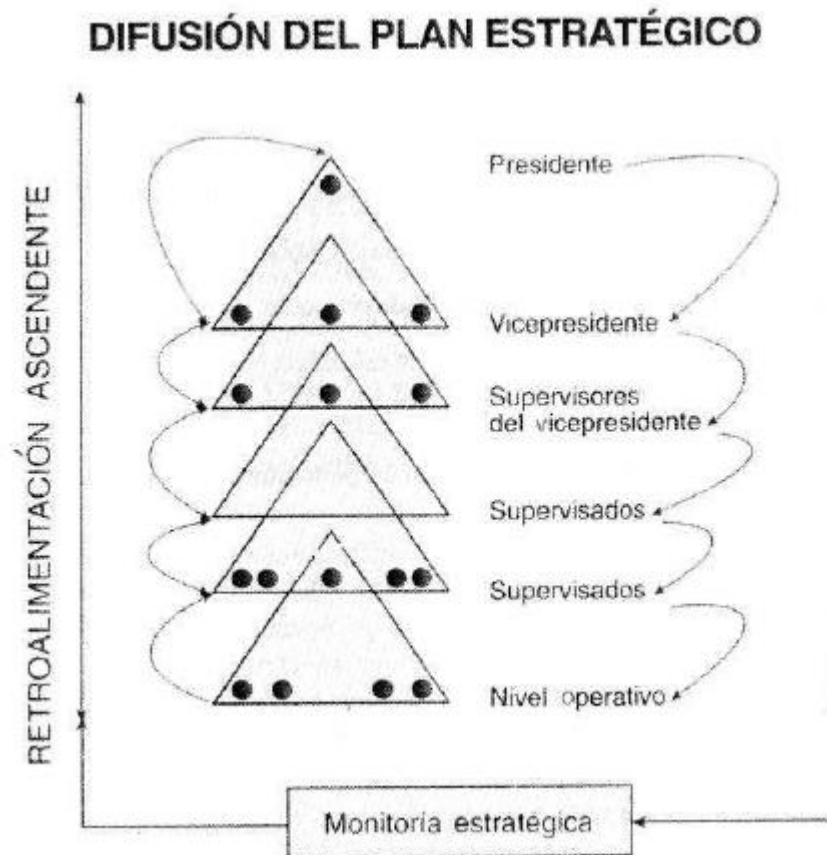 DIFUSIÓN DEL PLAN ESTRATÉGICO
RETROALIMENTACIÓN ASCENDENTE
Presidente
Vicepresidente
Supervisores
del vicepresidente
Supervisados
Supervisados
Nivel operativo
Monitoría estratégica